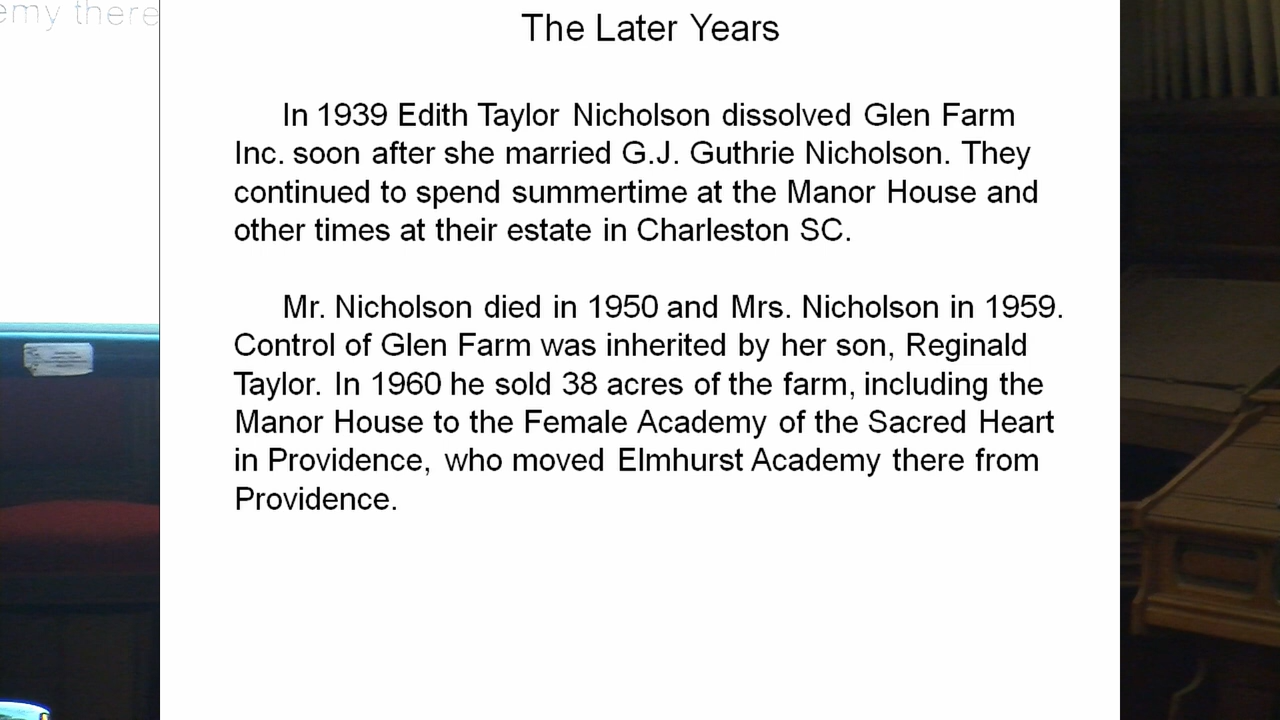 emy there
The Later Years
In 1939 Edith Taylor Nicholson dissolved Glen Farm
Inc. soon after she married G.J. Guthrie Nicholson. They
continued to spend summertime at the Manor House and
other times at their estate in Charleston SC.
Mr. Nicholson died in 1950 and Mrs. Nicholson in 1959.
Control of Glen Farm was inherited by her son, Reginald
Taylor. In 1960 he sold 38 acres of the farm, including the
Manor House to the Female Academy of the Sacred Heart
in Providence, who moved Elmhurst Academy there from
Providence.